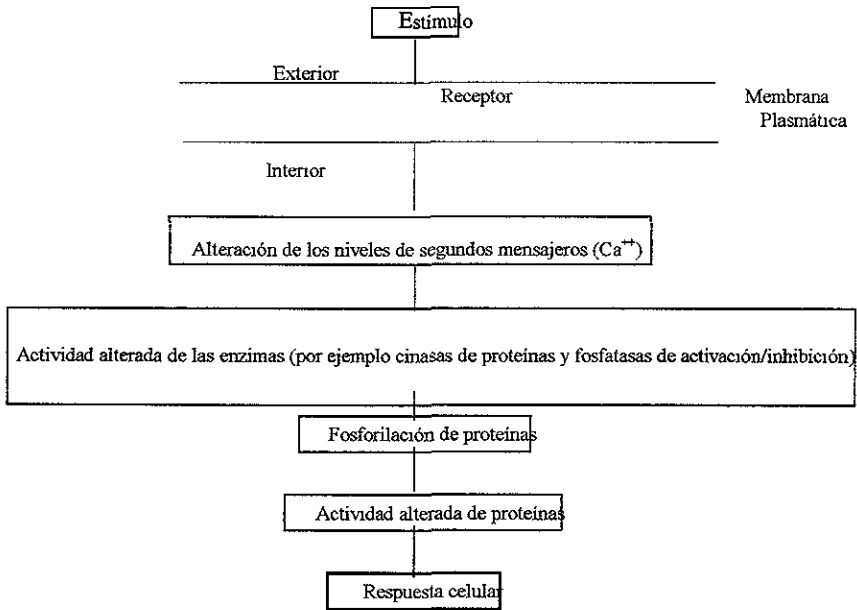 Estímulo
Exterior
Receptor
Membrana
Plasmática
Interior
Alteración de los niveles de segundos mensajeros (Ca⁺⁺)
Actividad alterada de las enzimas (por ejemplo cinasas de proteínas y fosfatasas de activación/inhibición)
Fosforilación de proteínas
Actividad alterada de proteínas
Respuesta celular